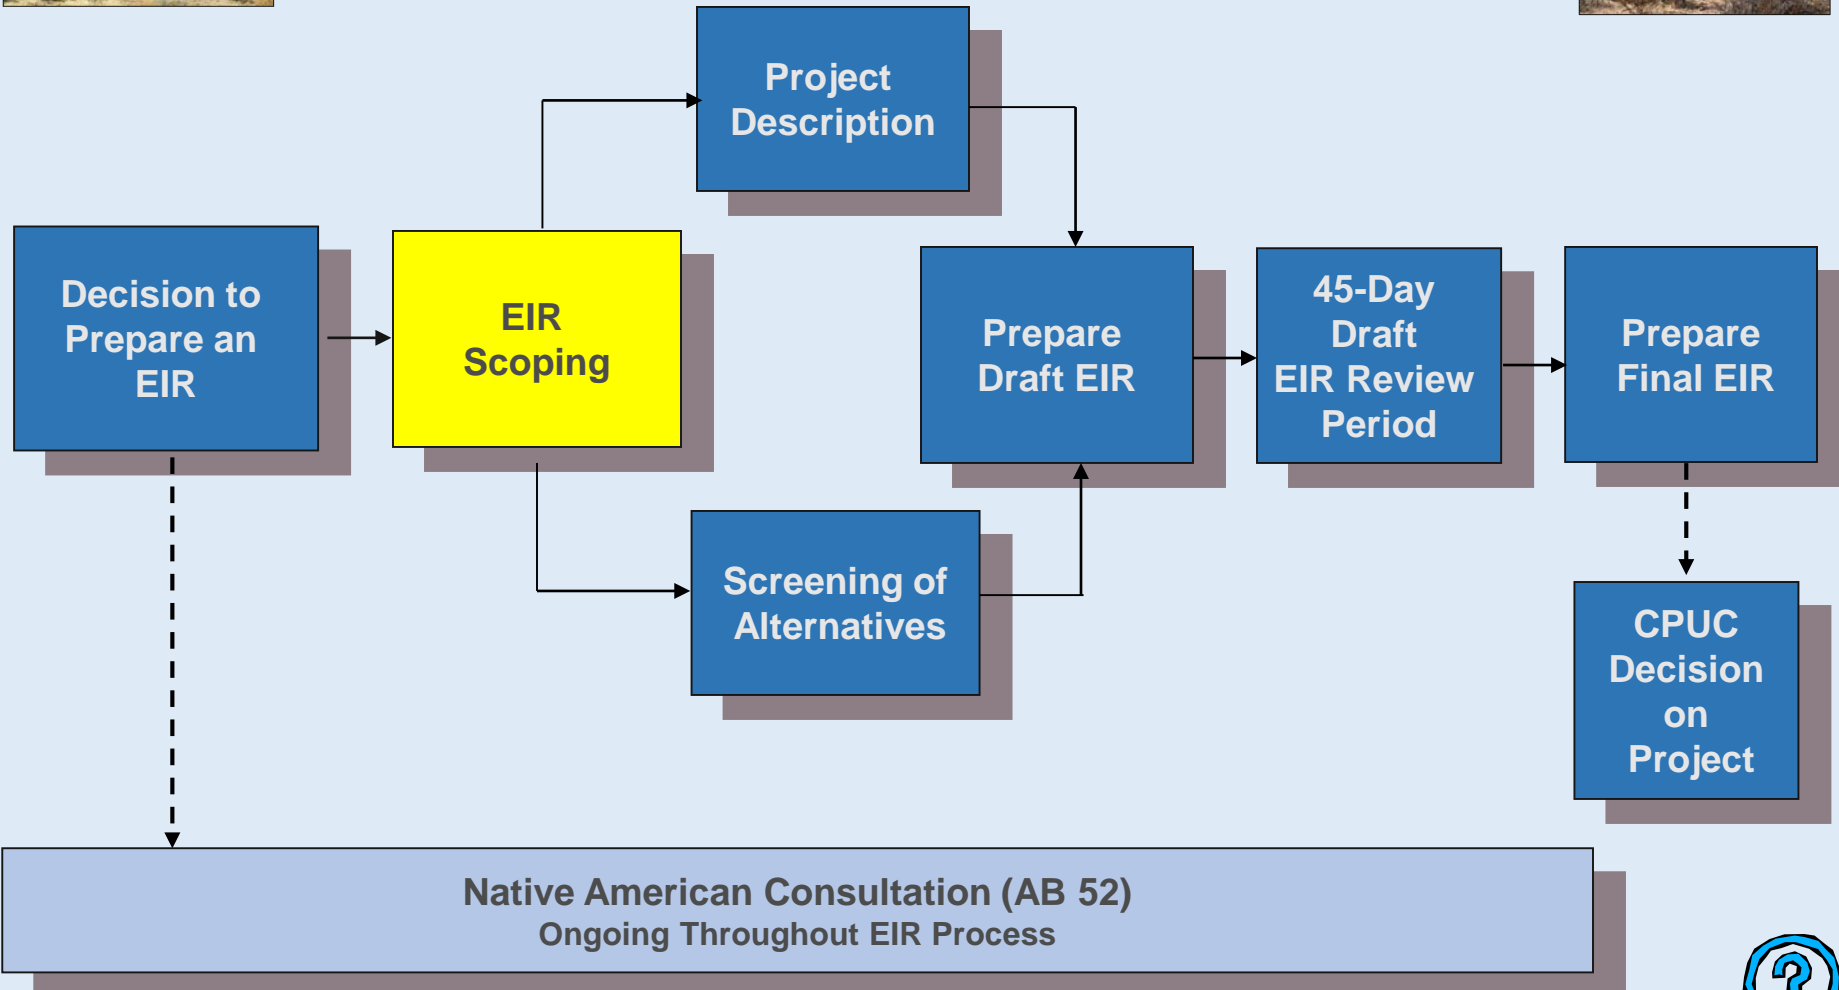 Project
Description
Decision to
Prepare an
EIR
EIR
Scoping
Prepare
Draft EIR
45-Day
Draft
EIR Review
Period
Prepare
Final EIR
Screening of
Alternatives
CPUC
Decision
on
Project
Native American Consultation (AB 52)
Ongoing Throughout EIR Process
?